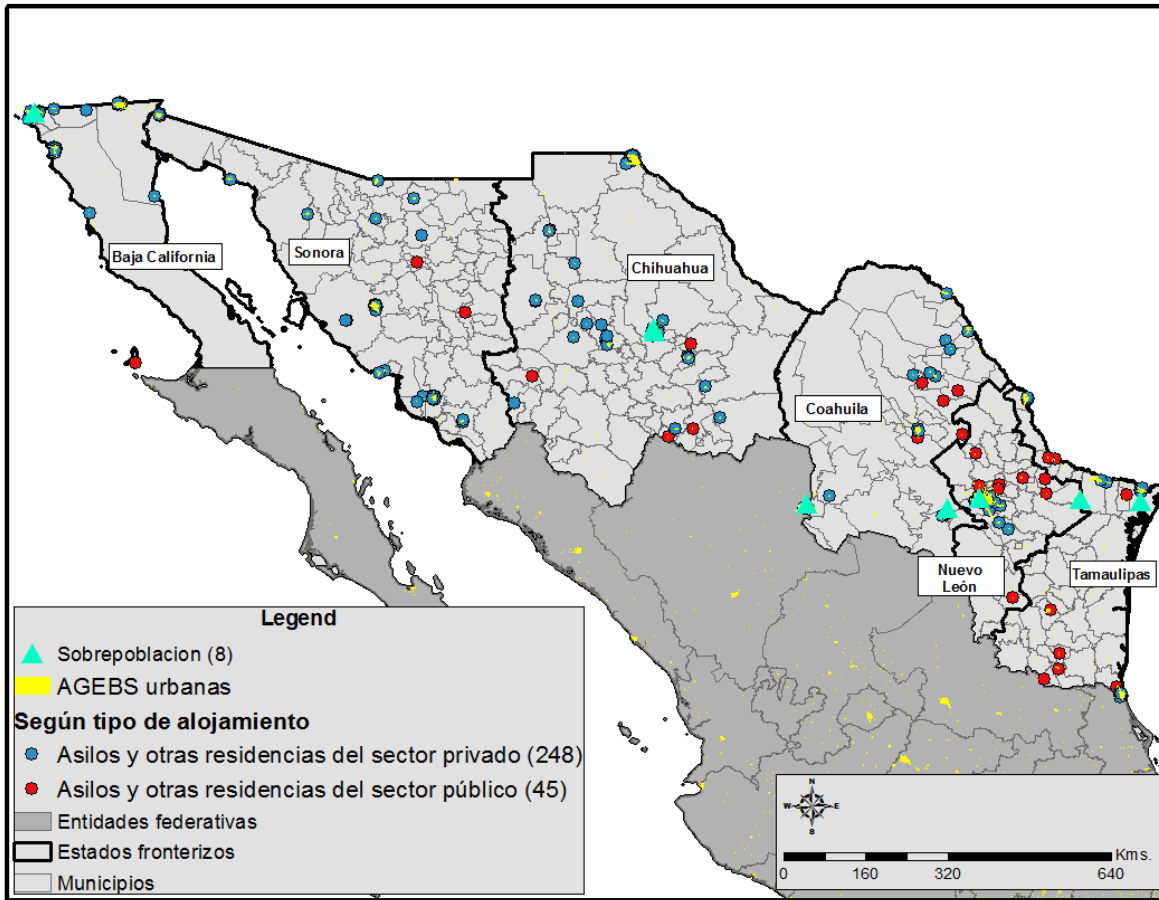 Baja California
Sonora
Chihuahua
Coahuila
Nuevo
León
Tamaulipas
Legend
Sobrepoblacion (8)
AGEBS urbanas
Según tipo de alojamiento
Asilos y otras residencias del sector privado (248)
Asilos y otras residencias del sector público (45)
Entidades federativas
Estados fronterizos
Municipios
N
W E
S
Kms.
0 160 320 640